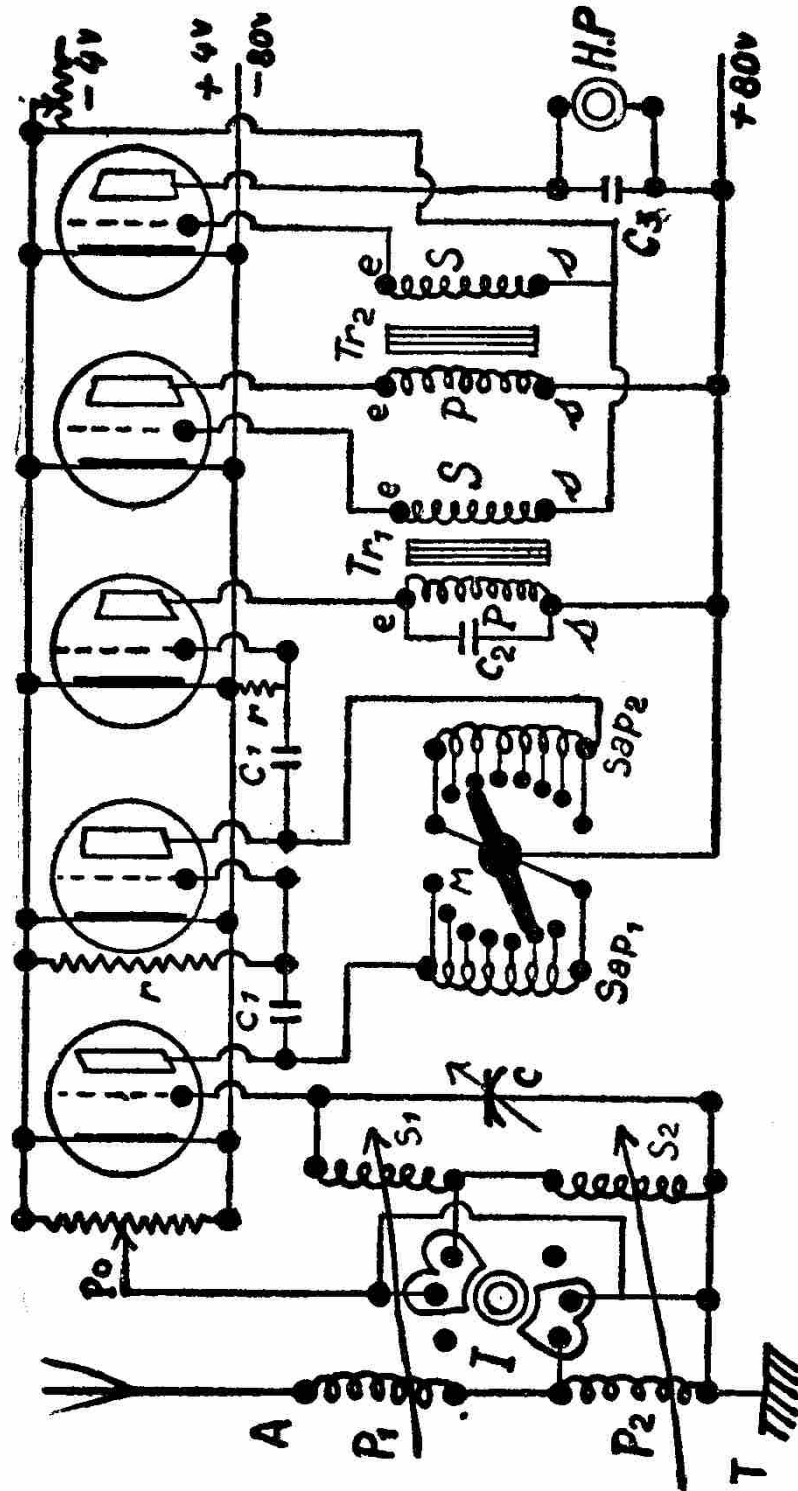 - 4v
+ 4v
- 80v
Po
r
C1
C1
r
A
P1
I
S1
C
M
Sap1
Sap2
C2
P
e
s
Tr1
S
e
s
P
e
s
Tr2
S
e
s
H.P
C3
P2
S2
T
+80v